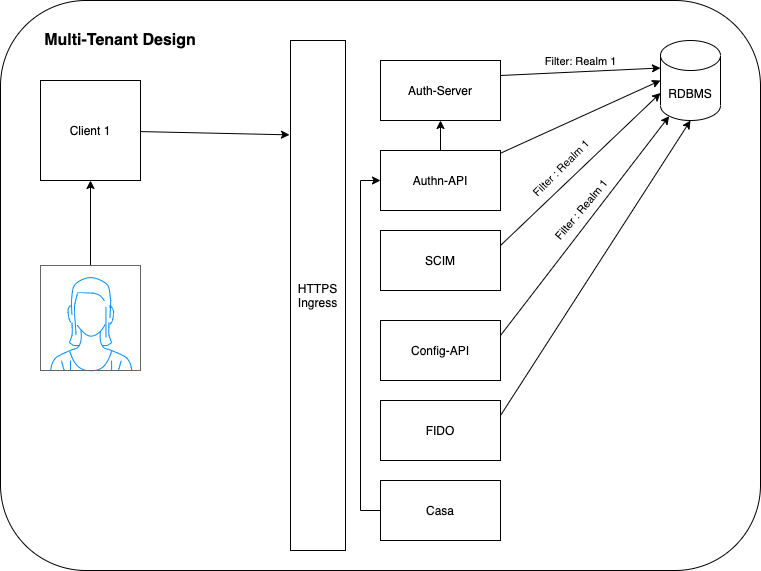 Multi-Tenant Design
Client 1
HTTPS
Ingress
Auth-Server
Authn-API
SCIM
Config-API
FIDO
Casa
Filter: Realm 1
Filter : Realm 1
Filter : Realm 1
RDBMS